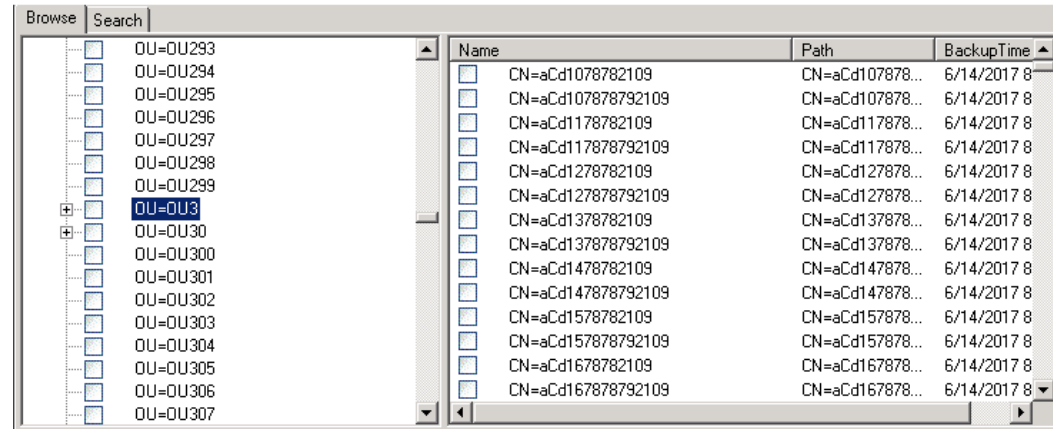 Browse Search
OU=OU293
OU=OU294
OU=OU295
OU=OU296
OU=OU297
OU=OU298
OU=OU299
OU=OU3
OU=OU30
OU=OU300
OU=OU301
OU=OU302
OU=OU303
OU=OU304
OU=OU305
OU=OU306
OU=OU307
Name Path BackupTime
CN=aCd1078782109 CN=aCd107878... 6/14/2017 8
CN=aCd107878792109 CN=aCd107878... 6/14/2017 8
CN=aCd1178782109 CN=aCd117878... 6/14/2017 8
CN=aCd117878792109 CN=aCd117878... 6/14/2017 8
CN=aCd1278782109 CN=aCd127878... 6/14/2017 8
CN=aCd127878792109 CN=aCd127878... 6/14/2017 8
CN=aCd1378782109 CN=aCd137878... 6/14/2017 8
CN=aCd137878792109 CN=aCd137878... 6/14/2017 8
CN=aCd1478782109 CN=aCd147878... 6/14/2017 8
CN=aCd147878792109 CN=aCd147878... 6/14/2017 8
CN=aCd1578782109 CN=aCd157878... 6/14/2017 8
CN=aCd157878792109 CN=aCd157878... 6/14/2017 8
CN=aCd1678782109 CN=aCd167878... 6/14/2017 8
CN=aCd167878792109 CN=aCd167878... 6/14/2017 8